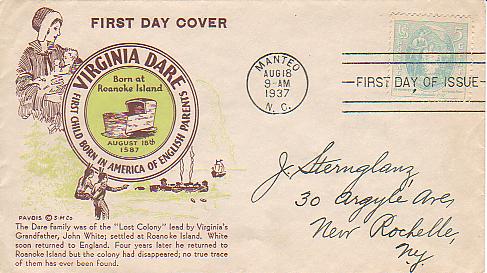 FIRST DAY COVER
VIRGINIA DARE
Born at
Roanoke Island
AUGUST 18th
1587
FIRST CHILD BORN IN AMERICA OF ENGLISH PARENTS
PAVOIS © S-M Co
The Dare family was of the "Lost Colony" lead by Virginia's
Grandfather, John White; settled at Roanoke Island. White
soon returned to England. Four years later he returned to
Roanoke Island but the colony had disappeared; no true trace
of them has ever been found.
MANTEO
AUG 18
9-AM
1937
N. C.
FIRST DAY OF ISSUE
5
J. Sternglanz,
30 Argyle Ave,
New Rochelle,
Ny